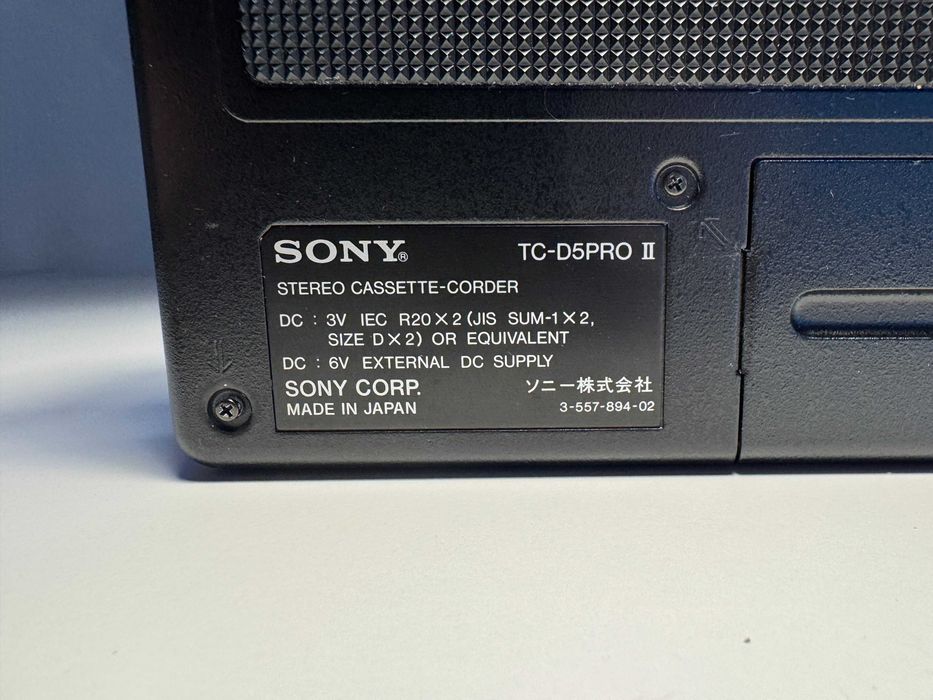 SONY® TC-D5PRO II
STEREO CASSETTE-CORDER
DC : 3V IEC R20×2 (JIS SUM-1×2,
SIZE D×2) OR EQUIVALENT
DC : 6V EXTERNAL DC SUPPLY
SONY CORP. ソニー株式会社
MADE IN JAPAN 3-557-894-02